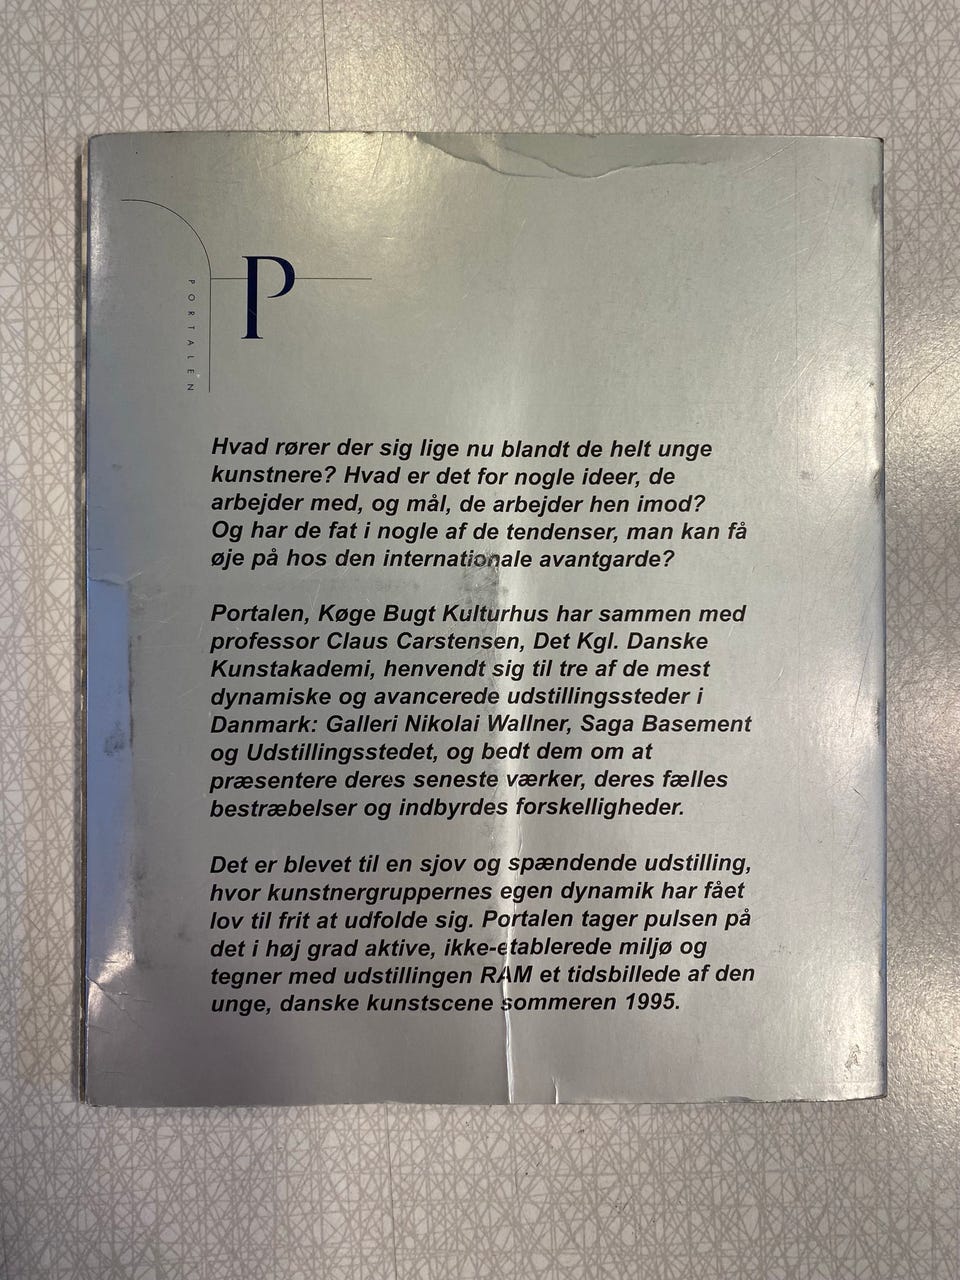 P
PORTALEN
Hvad rører der sig lige nu blandt de helt unge
kunstnere? Hvad er det for nogle ideer, de
arbejder med, og mål, de arbejder hen imod?
Og har de fat i nogle af de tendenser, man kan få
øje på hos den internationale avantgarde?
Portalen, Køge Bugt Kulturhus har sammen med
professor Claus Carstensen, Det Kgl. Danske
Kunstakademi, henvendt sig til tre af de mest
dynamiske og avancerede udstillingssteder i
Danmark: Galleri Nikolai Wallner, Saga Basement
og Udstillingsstedet, og bedt dem om at
præsentere deres seneste værker, deres fælles
bestræbelser og indbyrdes forskelligheder.
Det er blevet til en sjov og spændende udstilling,
hvor kunstnergruppernes egen dynamik har fået
lov til frit at udfolde sig. Portalen tager pulsen på
det i høj grad aktive, ikke-etablerede miljø og
tegner med udstillingen RAM et tidsbillede af den
unge, danske kunstscene sommeren 1995.